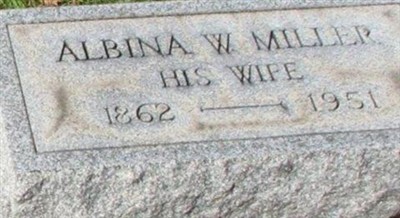 ALBINA W. MILLER
HIS WIFE
1862 — 1951